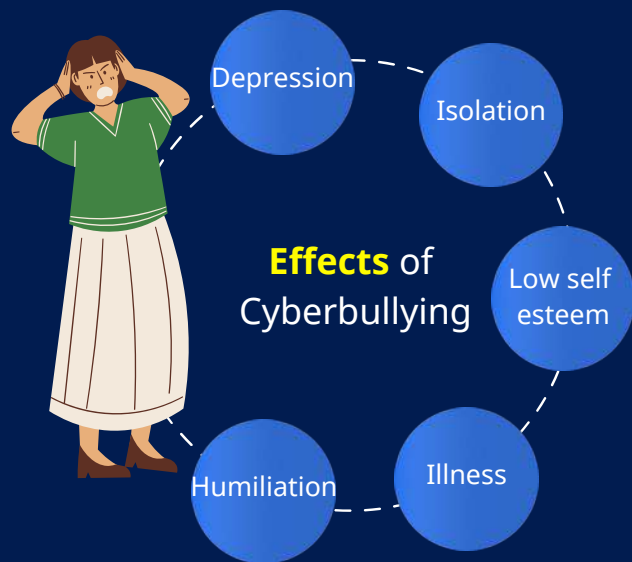 Depression
Isolation
Effects of
Cyberbullying
Low self
esteem
Illness
Humiliation